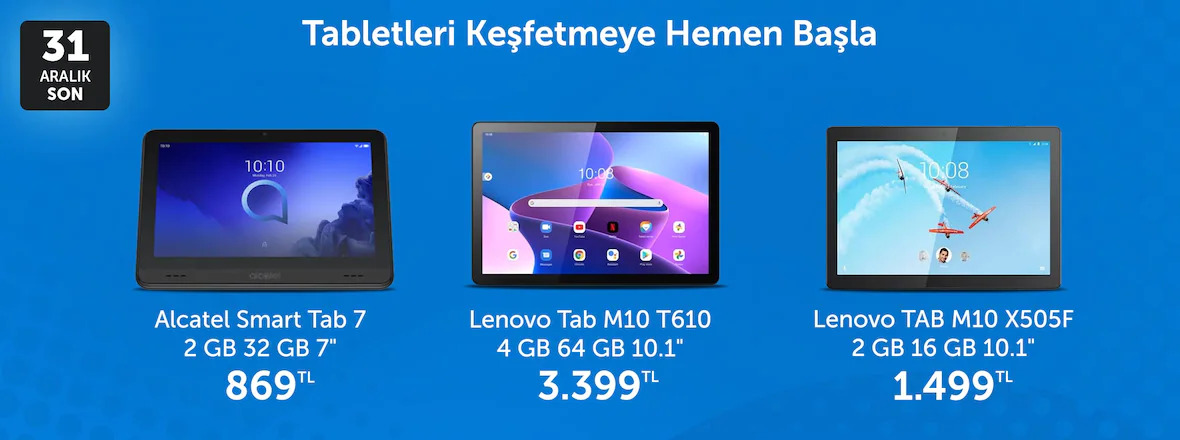 31
ARALIK
SON
Tabletleri Keşfetmeye Hemen Başla
10:10
alcatel
Alcatel Smart Tab 7
2 GB 32 GB 7"
869TL
10:08
Lenovo Tab M10 T610
4 GB 64 GB 10.1"
3.399TL
10:08
Lenovo TAB M10 X505F
2 GB 16 GB 10.1"
1.499TL